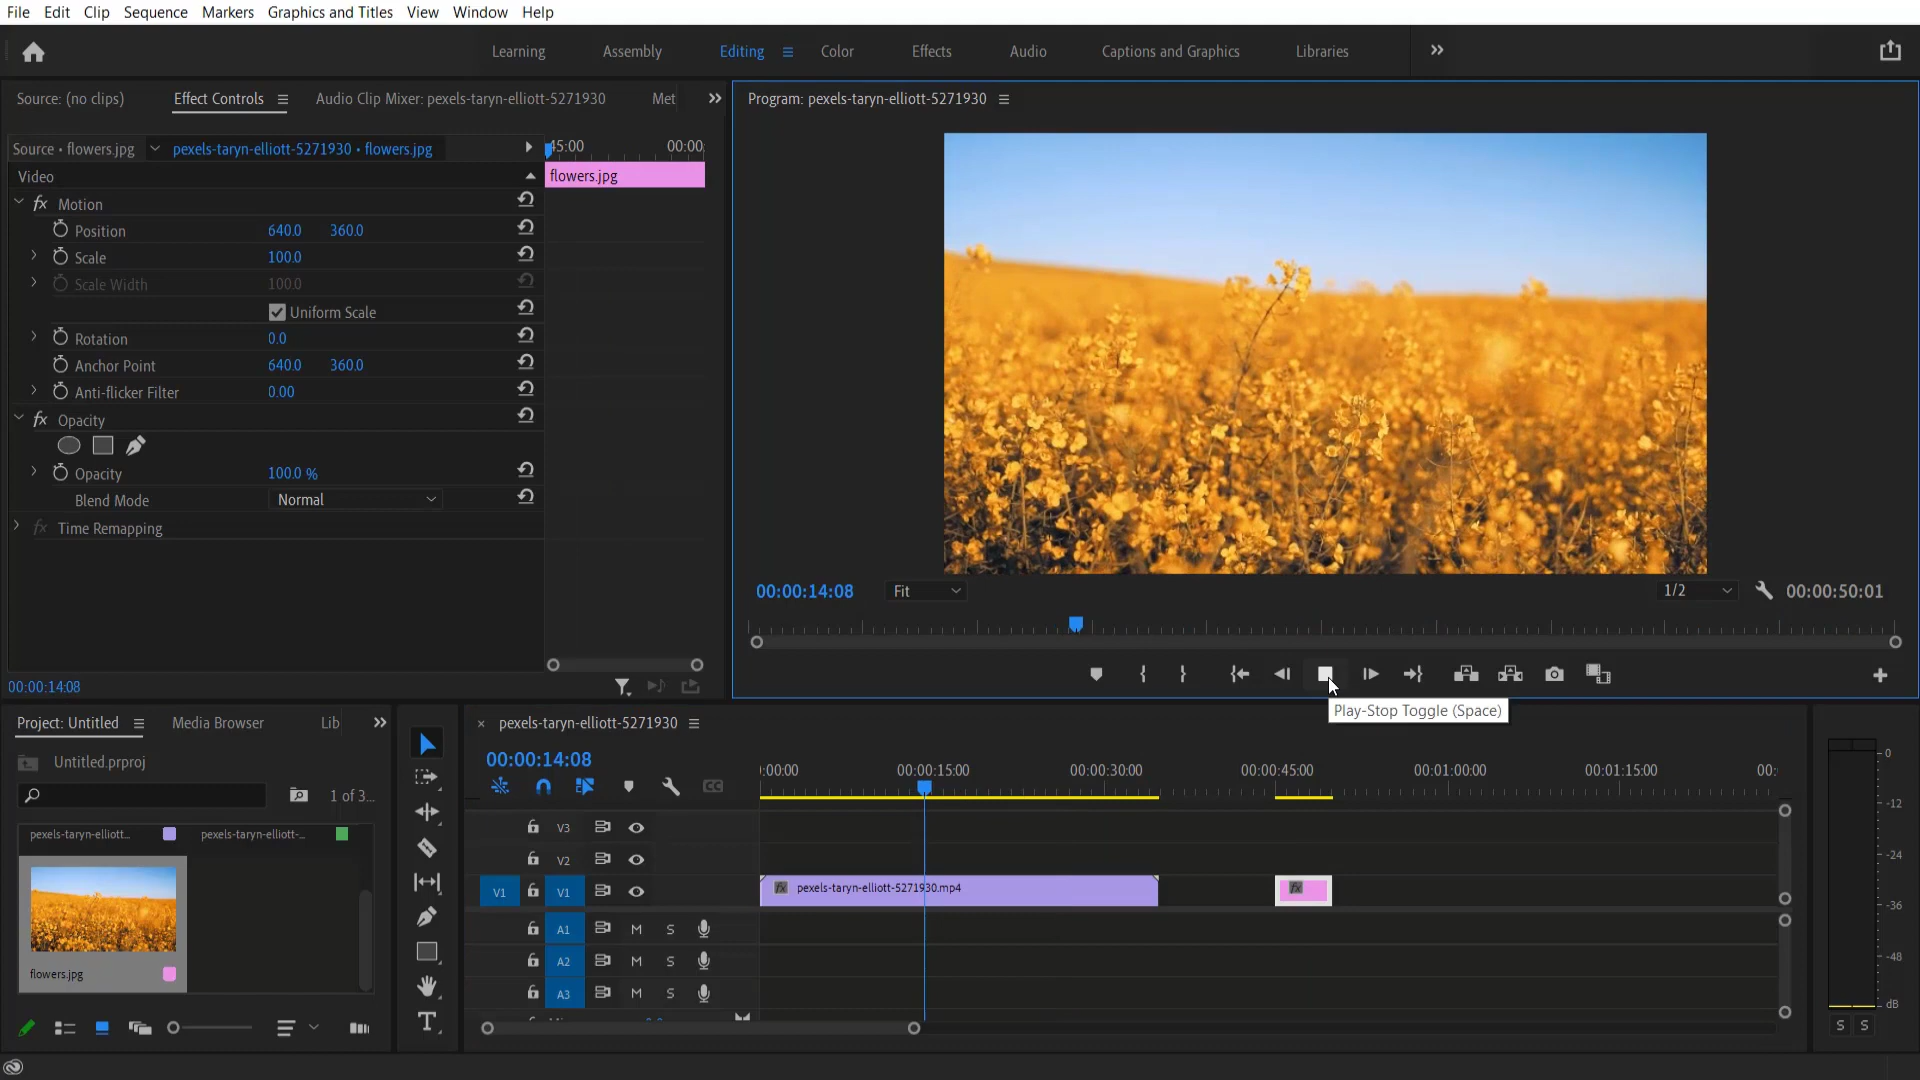 File Edit Clip Sequence Markers Graphics and Titles View Window Help
Learning Assembly Editing Color Effects Audio Captions and Graphics Libraries
Source: (no clips) Effect Controls Audio Clip Mixer: pexels-taryn-elliott-5271930 Met
Program: pexels-taryn-elliott-5271930
Source • flowers.jpg pexels-taryn-elliott-5271930 • flowers.jpg
45:00 00:00
Video
flowers.jpg
fx Motion
Position 640.0 360.0
Scale 100.0
Scale Width 100.0
Uniform Scale
Rotation 0.0
Anchor Point 640.0 360.0
Anti-flicker Filter 0.00
fx Opacity
Opacity 100.0 %
Blend Mode Normal
fx Time Remapping
00:00:14:08
00:00:14:08 Fit 1/2 00:00:50:01
Play-Stop Toggle (Space)
Project: Untitled Media Browser Lib
Untitled.prproj
1 of 3...
pexels-taryn-elliott... pexels-taryn-elliott-...
flowers.jpg
pexels-taryn-elliott-5271930
00:00:14:08
:00:00 00:00:15:00 00:00:30:00 00:00:45:00 00:01:00:00 00:01:15:00 00:
V3
V2
V1 V1 fx pexels-taryn-elliott-5271930.mp4 fx
A1 M S
A2 M S
A3 M S
0
-12
-24
-36
-48
dB
S S